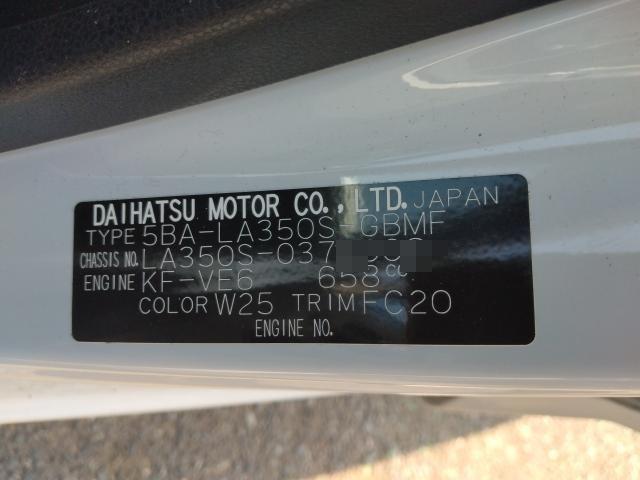 DAIHATSU MOTOR CO., LTD. JAPAN
TYPE 5BA-LA350S-GBMF
CHASSIS NO. LA350S-037
ENGINE KF-VE6 658cc
COLOR W25 TRIM FC20
ENGINE NO.